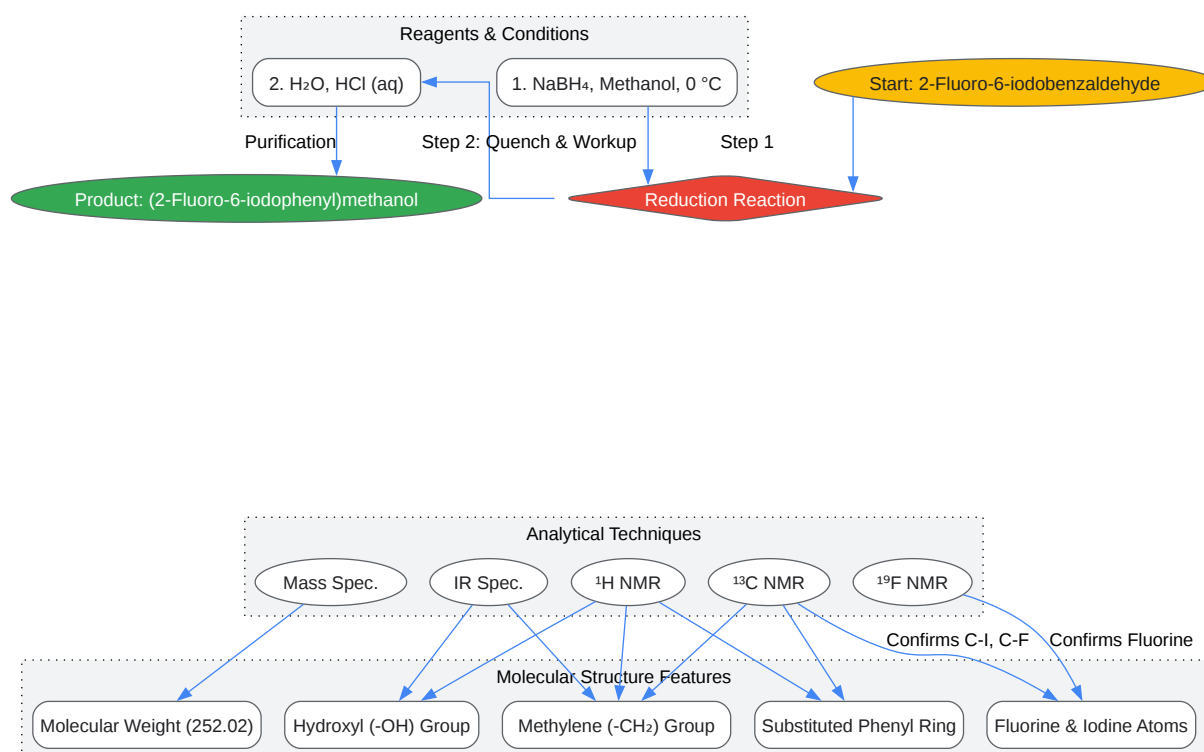 Reagents & Conditions
2. H₂O, HCl (aq)
1. NaBH₄, Methanol, 0 °C
Start: 2-Fluoro-6-iodobenzaldehyde
Purification
Step 2: Quench & Workup
Step 1
Product: (2-Fluoro-6-iodophenyl)methanol
Reduction Reaction
Analytical Techniques
Mass Spec.
IR Spec.
¹H NMR
¹³C NMR
¹⁹F NMR
Confirms C-I, C-F
Confirms Fluorine
Molecular Structure Features
Molecular Weight (252.02)
Hydroxyl (-OH) Group
Methylene (-CH₂) Group
Substituted Phenyl Ring
Fluorine & Iodine Atoms